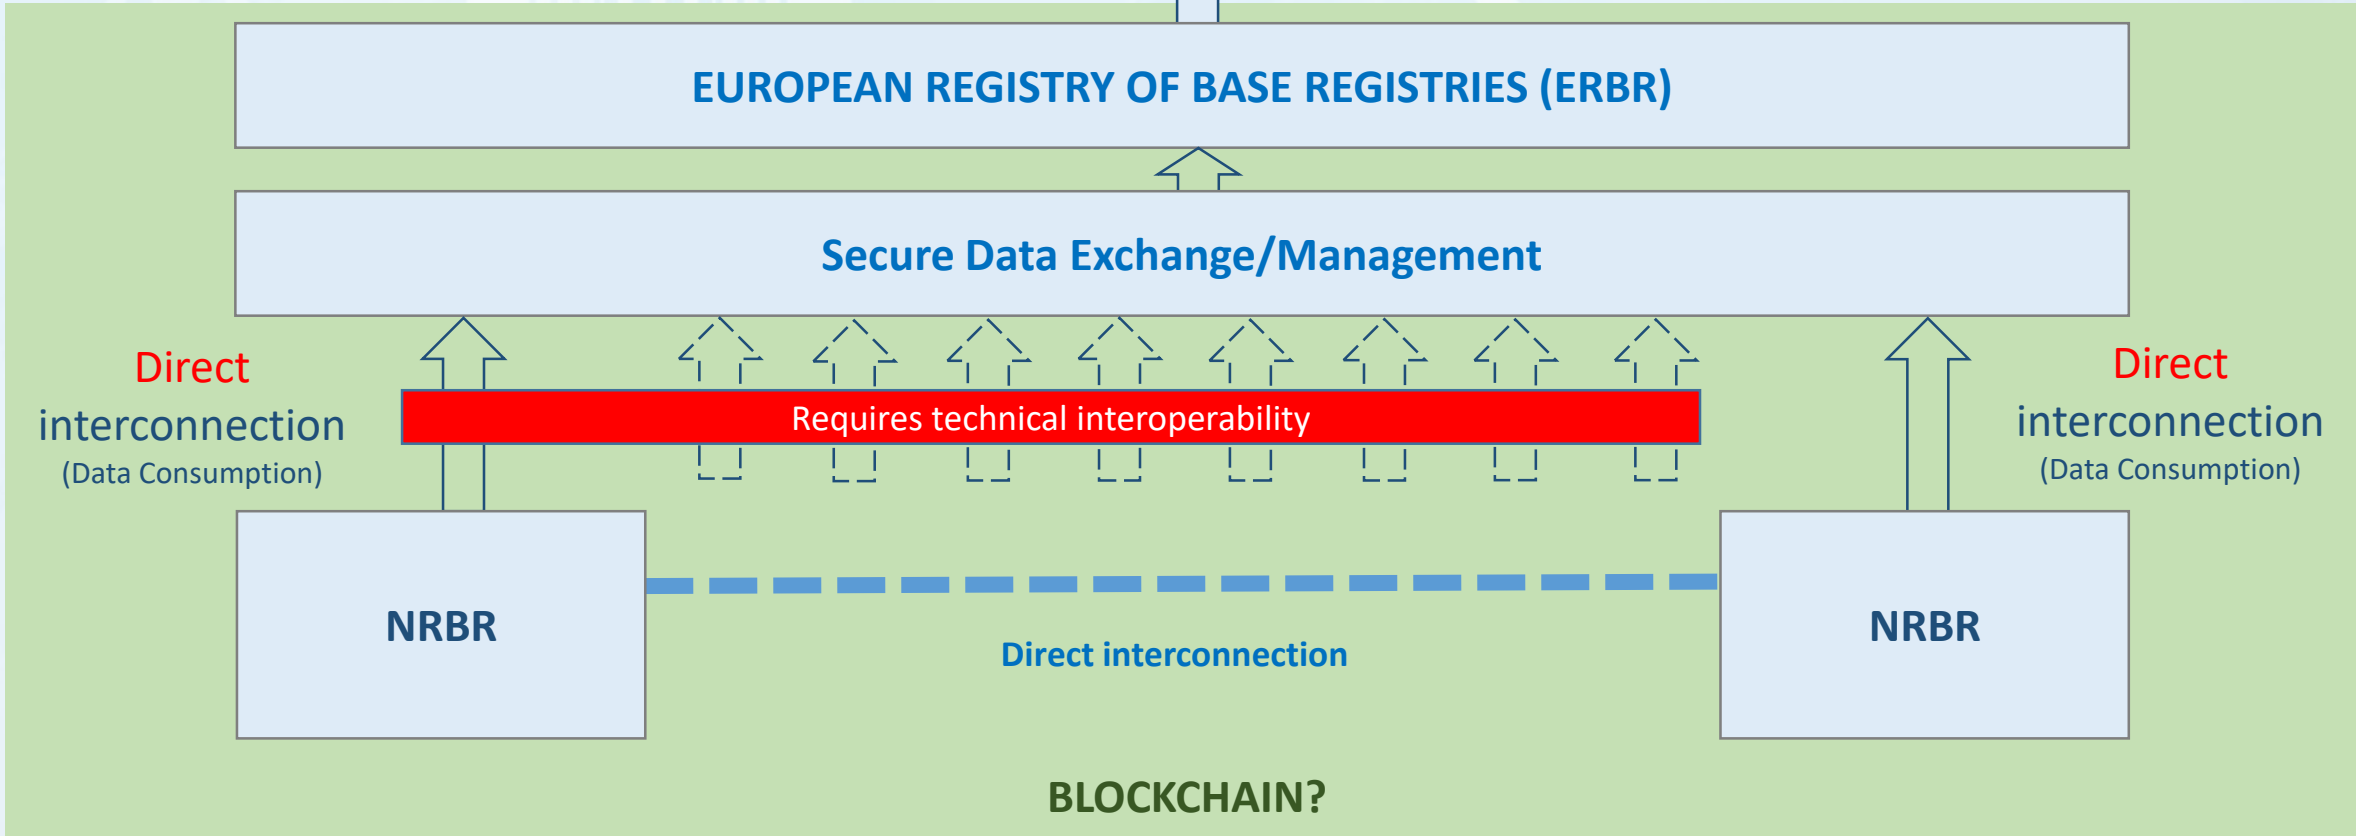 EUROPEAN REGISTRY OF BASE REGISTRIES (ERBR)
Secure Data Exchange/Management
Direct
interconnection
(Data Consumption)
Requires technical interoperability
Direct
interconnection
(Data Consumption)
NRBR
Direct interconnection
NRBR
BLOCKCHAIN?